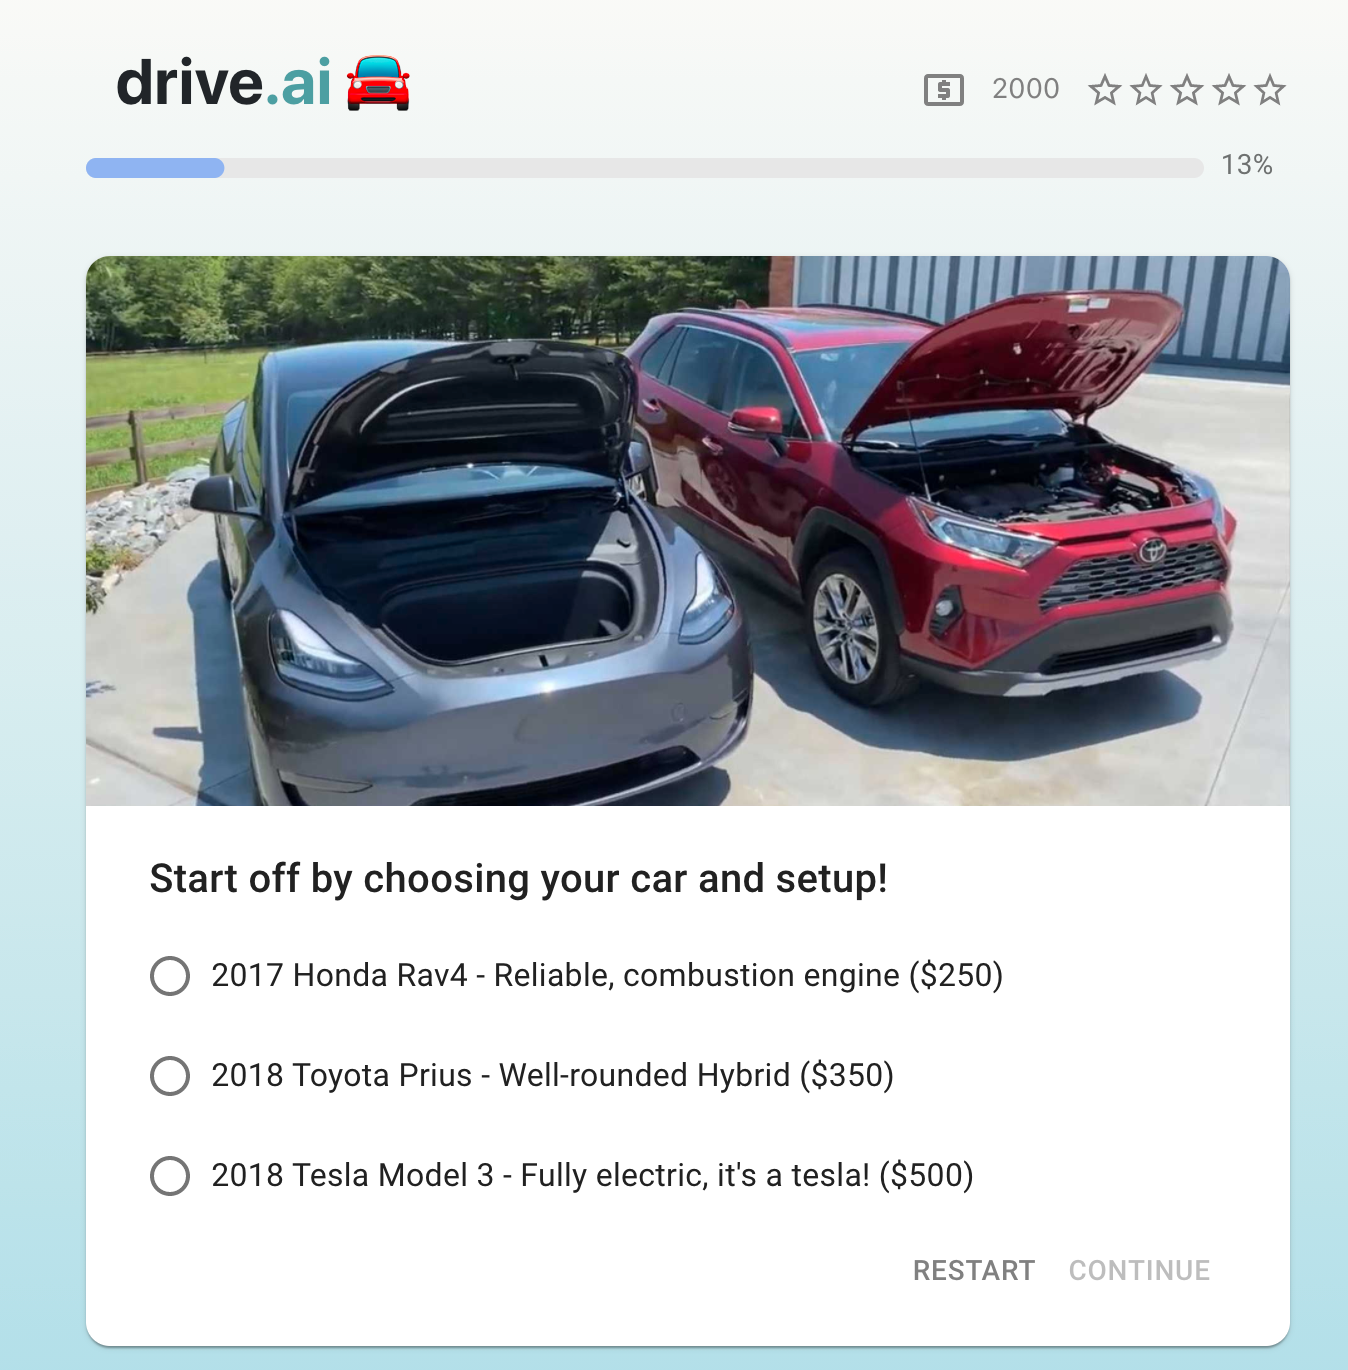 drive.ai
2000
13%
Start off by choosing your car and setup!
2017 Honda Rav4 - Reliable, combustion engine ($250)
2018 Toyota Prius - Well-rounded Hybrid ($350)
2018 Tesla Model 3 - Fully electric, it's a tesla! ($500)
RESTART CONTINUE